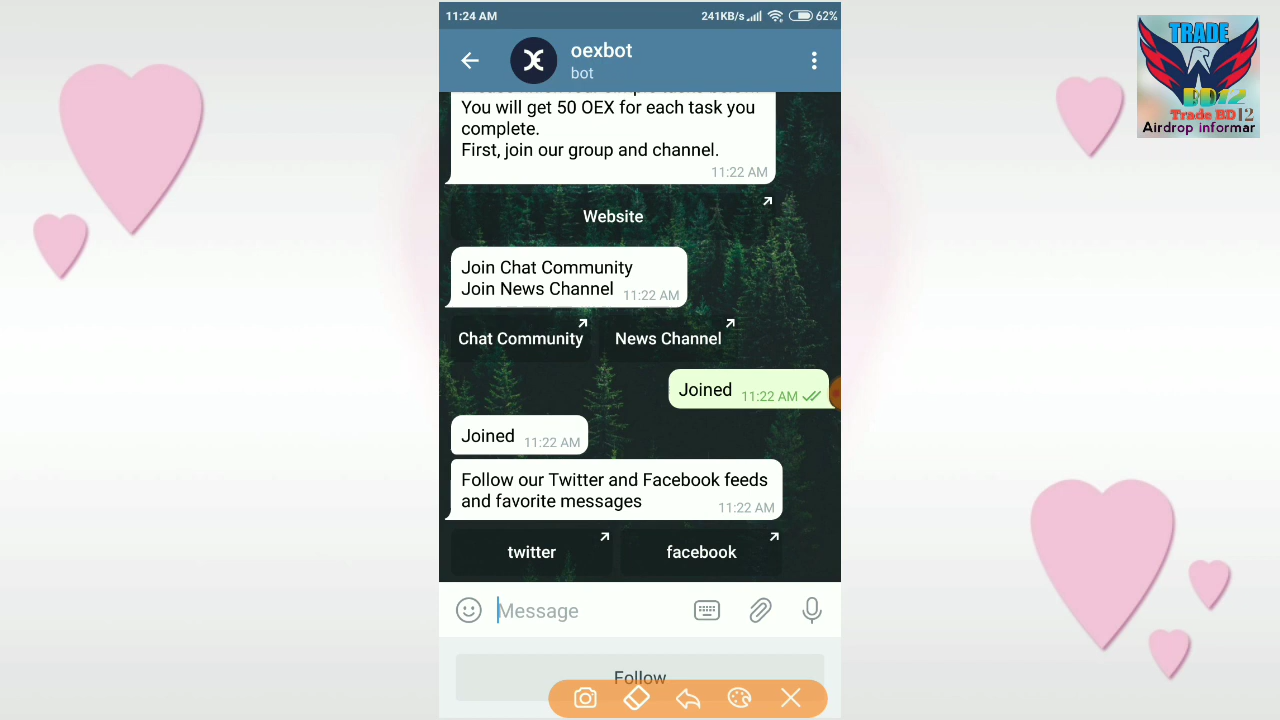 11:24 AM
241KB/s
62%
oexbot
bot
You will get 50 OEX for each task you
complete.
First, join our group and channel.
11:22 AM
Website
Join Chat Community
Join News Channel
11:22 AM
Chat Community
News Channel
Joined 11:22 AM
Joined 11:22 AM
Follow our Twitter and Facebook feeds
and favorite messages
11:22 AM
twitter
facebook
Message
Follow
TRADE
BD12
Trade BD12
Airdrop informar